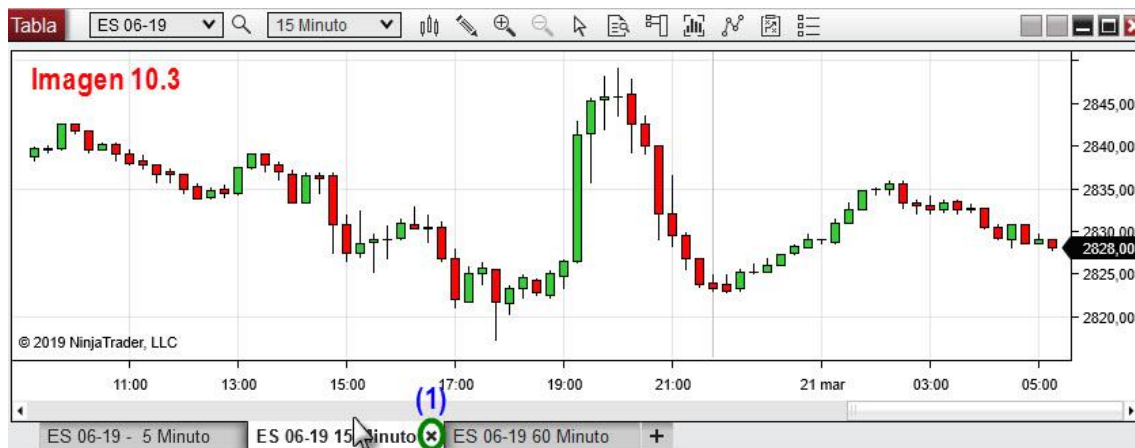 Tabla ES 06-19 15 Minuto
Imagen 10.3
2845,00
2840,00
2835,00
2830,00
2828,00
2825,00
2820,00
© 2019 NinjaTrader, LLC
11:00 13:00 15:00 17:00 19:00 21:00 21 mar 03:00 05:00
(1)
ES 06-19 - 5 Minuto ES 06-19 15 Minuto ES 06-19 60 Minuto +